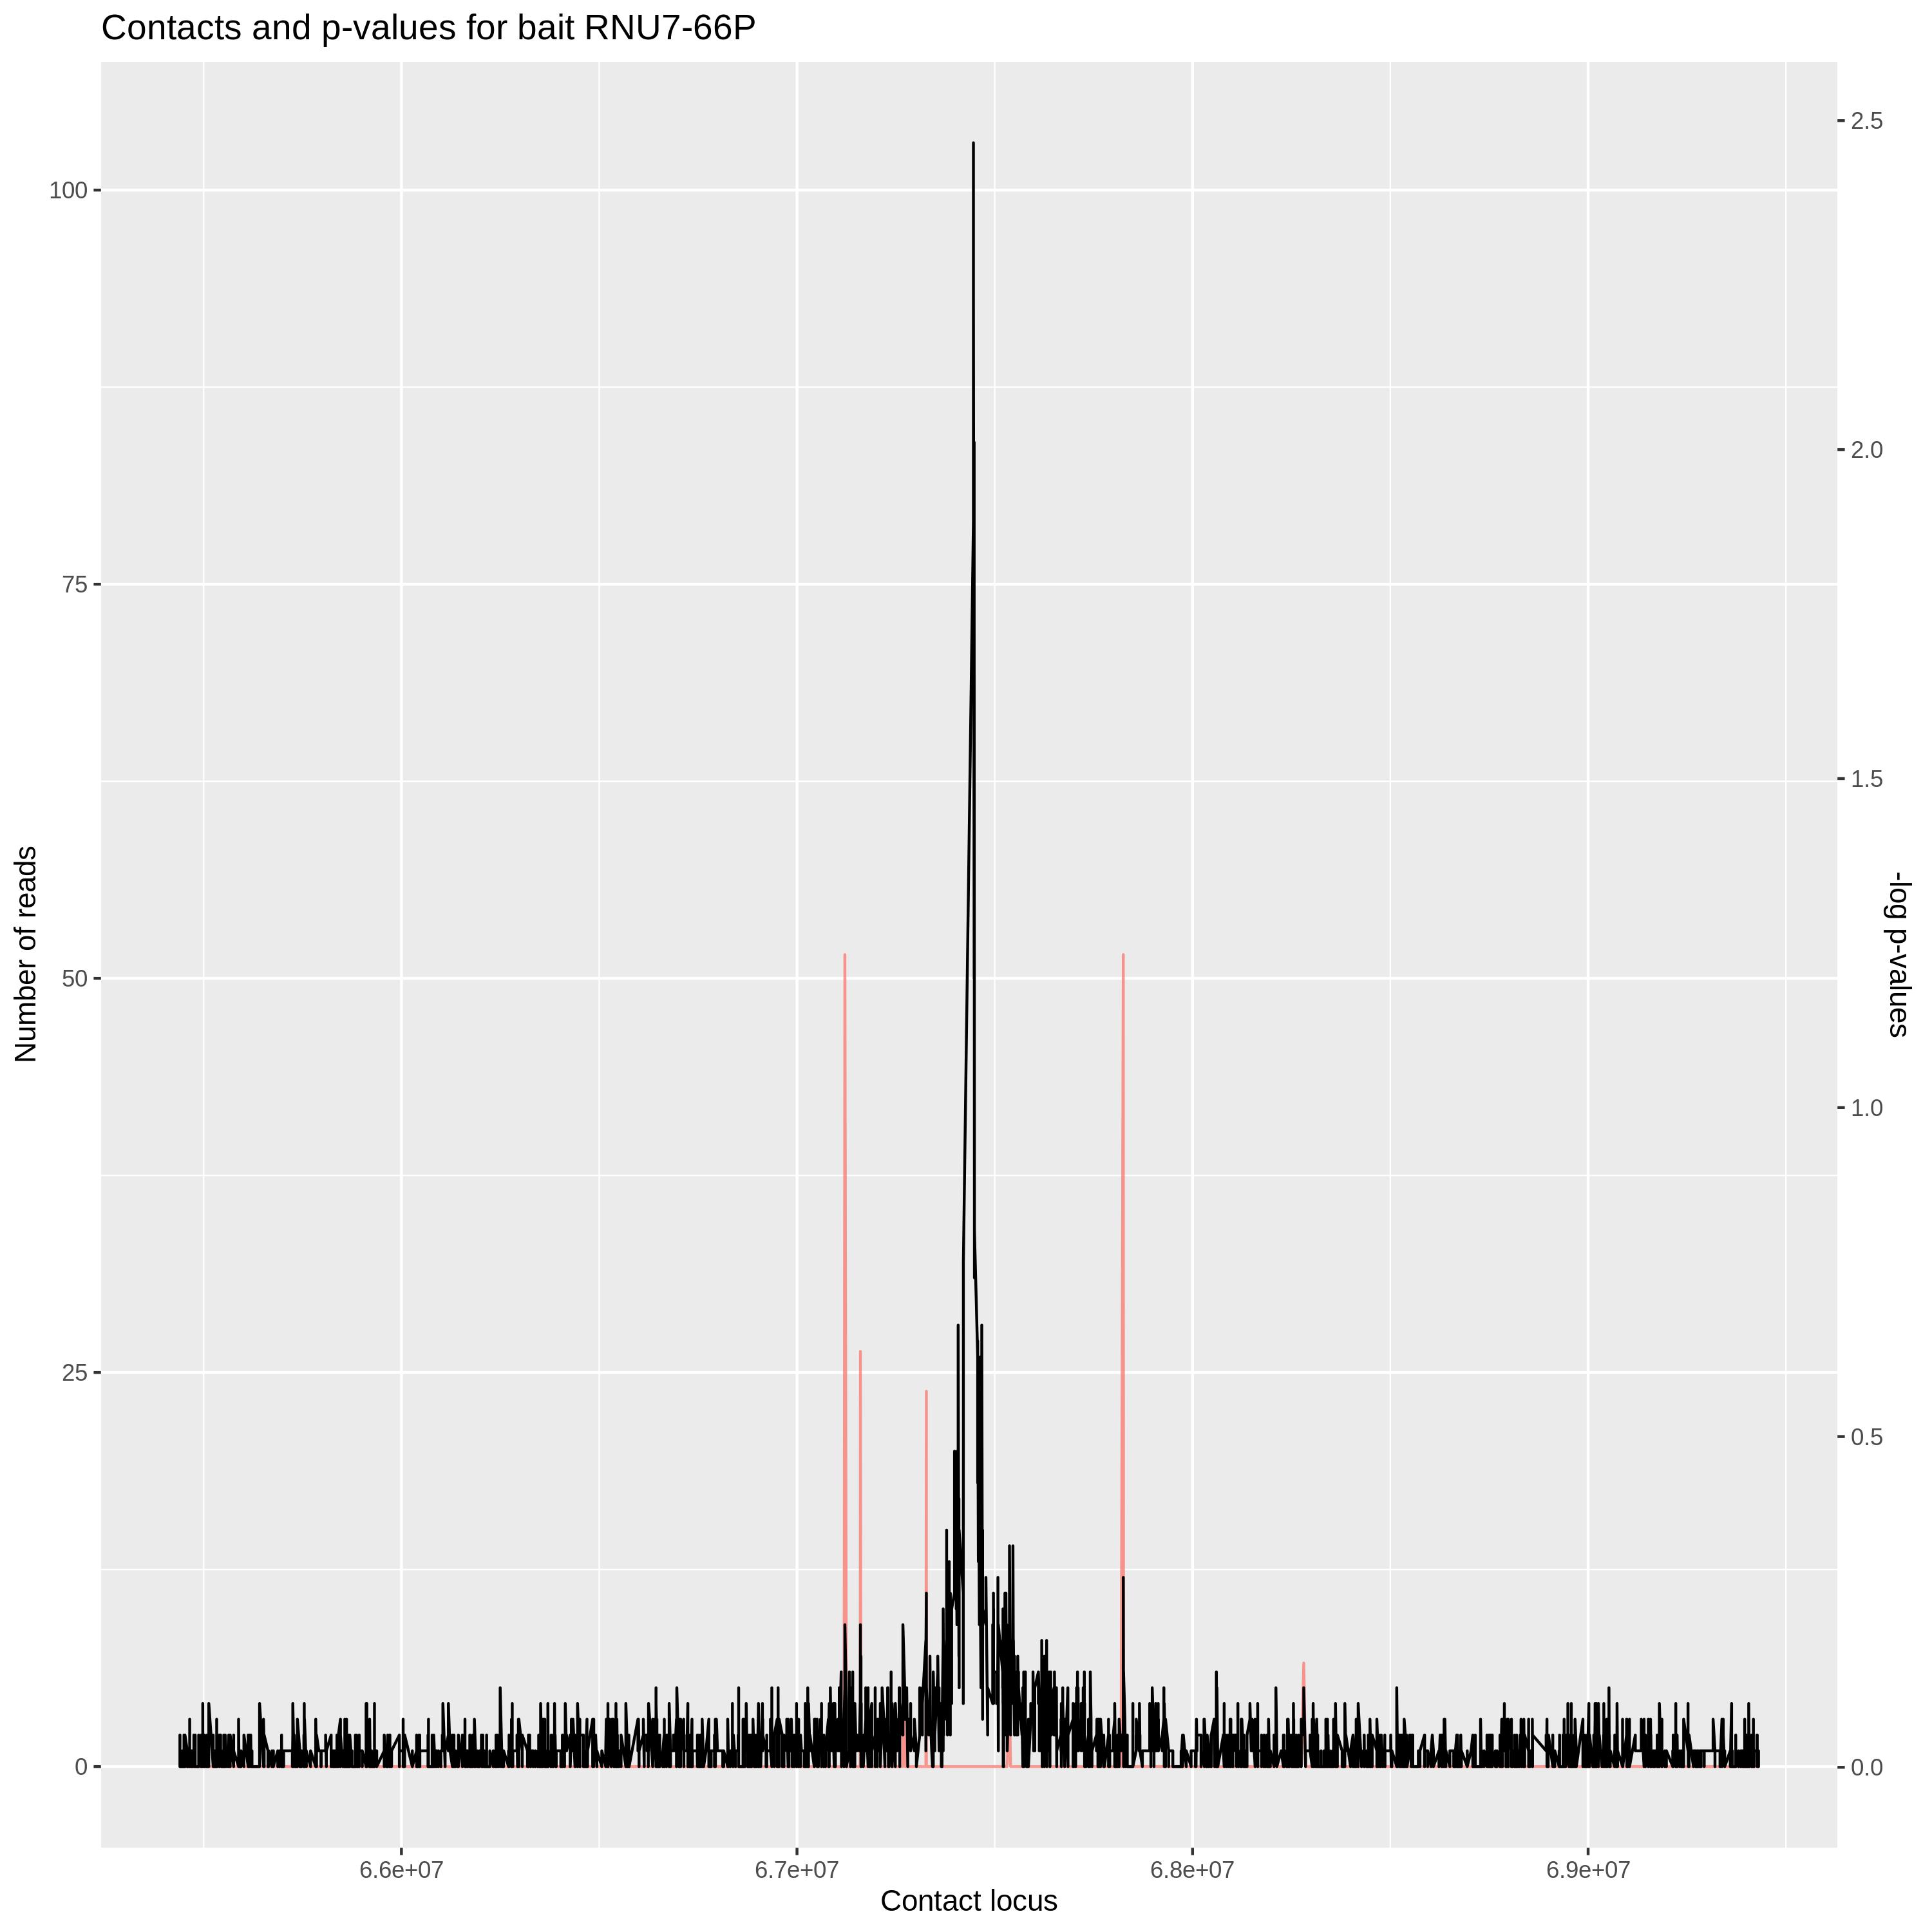 Contacts and p-values for bait RNU7-66P
100
75
50
25
0
Number of reads
2.5
2.0
1.5
1.0
0.5
0.0
-log p-values
6.6e+07 6.7e+07 6.8e+07 6.9e+07
Contact locus